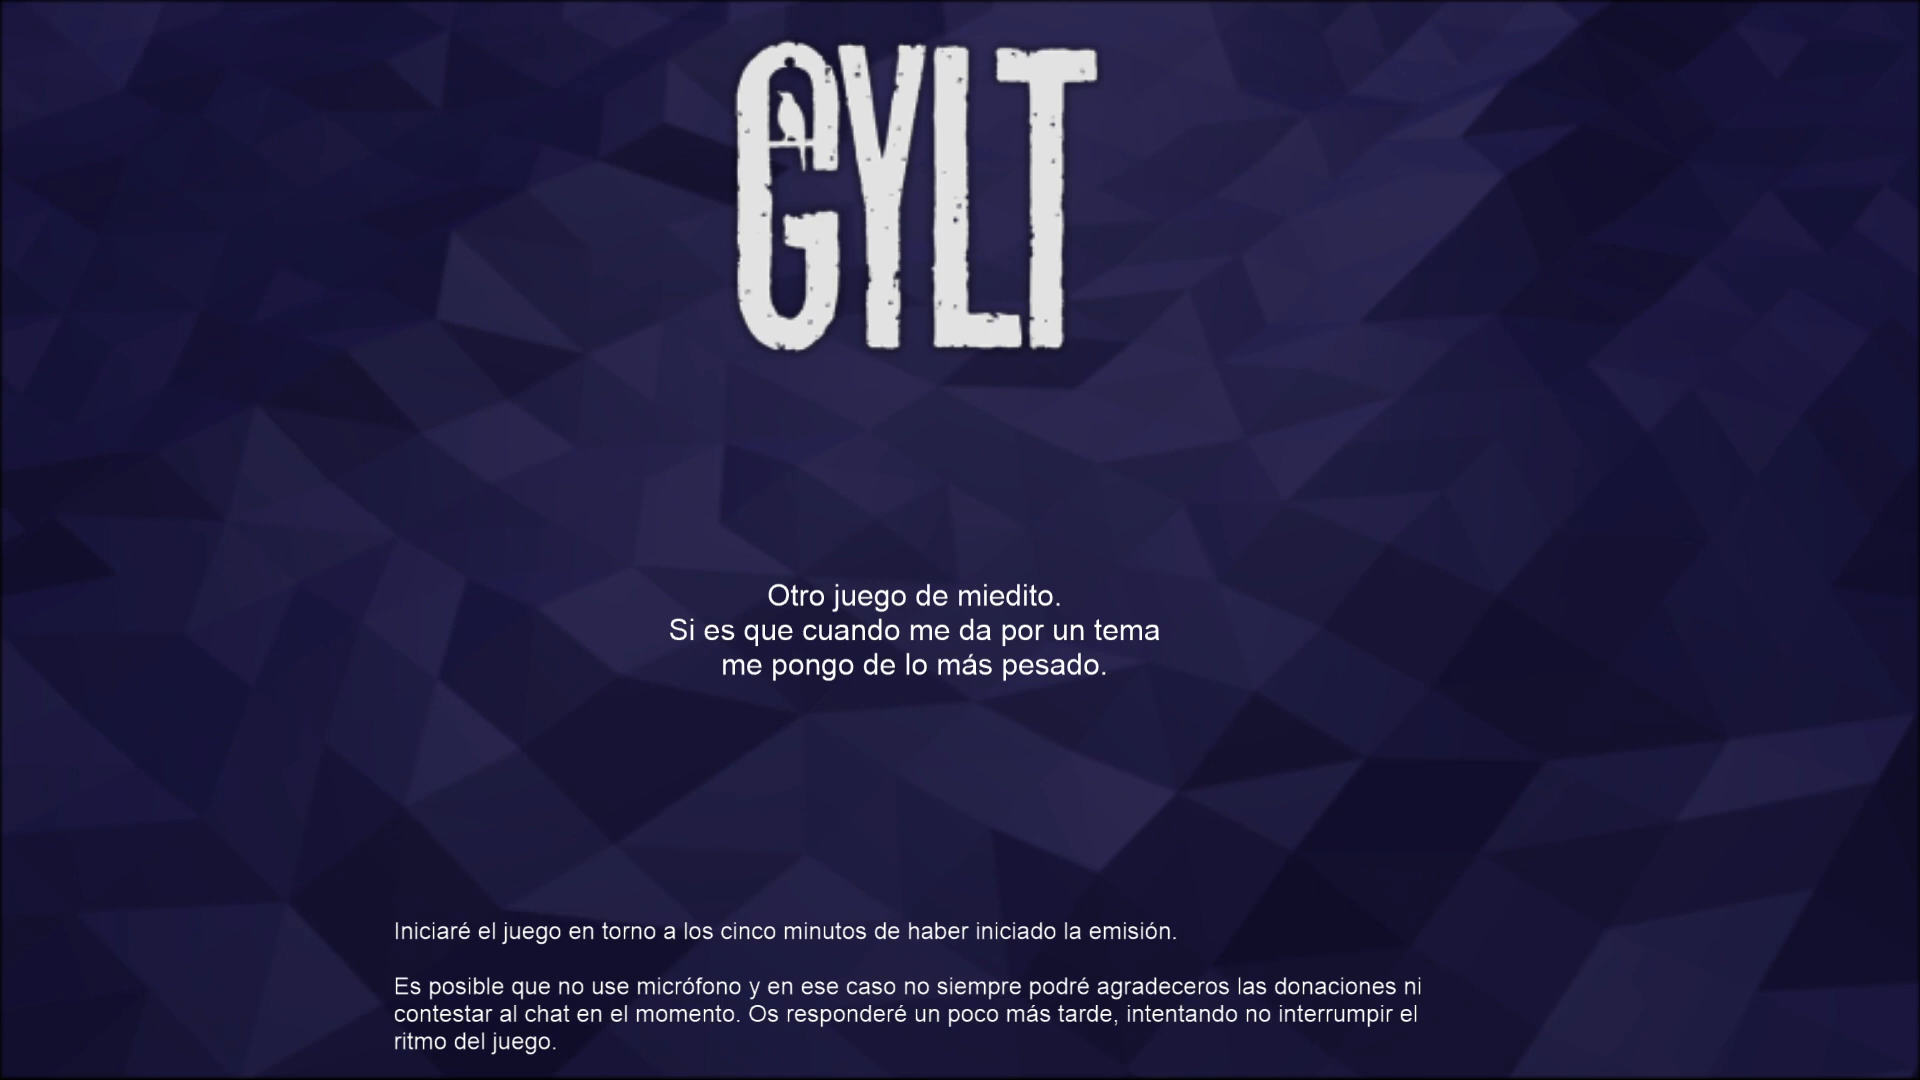 GYLT
Otro juego de miedito.
Si es que cuando me da por un tema
me pongo de lo más pesado.
Iniciaré el juego en torno a los cinco minutos de haber iniciado la emisión.
Es posible que no use micrófono y en ese caso no siempre podré agradeceros las donaciones ni
contestar al chat en el momento. Os responderé un poco más tarde, intentando no interrumpir el
ritmo del juego.